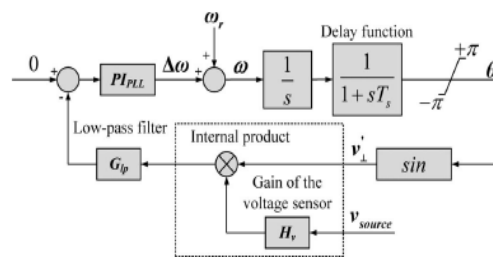 ω_r
Delay function
+π
0
+
-
PI_PLL
Δω
+
+
ω
1/s
1/(1+sT_s)
-π
θ
Low-pass filter
Internal product
G_lp
v'_⊥
sin
Gain of the
voltage sensor
H_v
v_source